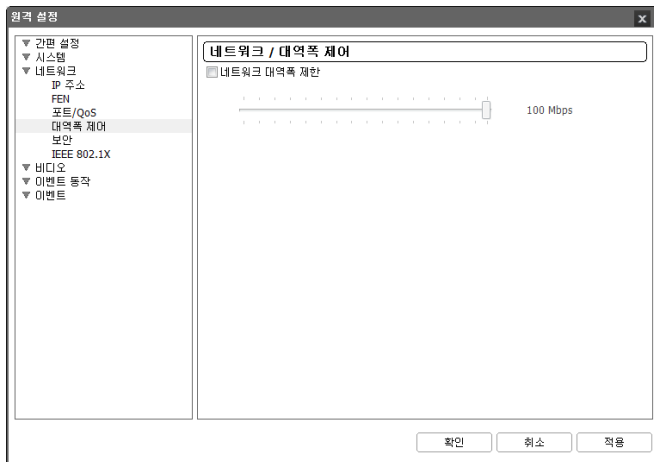 원격 설정
간편 설정
시스템
네트워크
IP 주소
FEN
포트/QoS
대역폭 제어
보안
IEEE 802.1X
비디오
이벤트 동작
이벤트
네트워크 / 대역폭 제어
네트워크 대역폭 제한
100 Mbps
확인
취소
적용